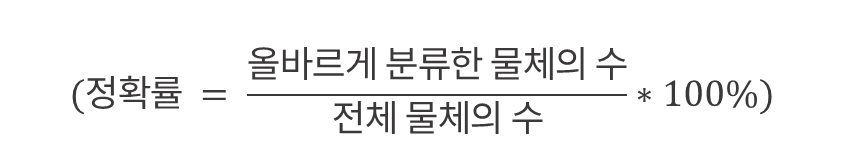 올바르게 분류한 물체의 수
(정확률 = * 100%)
전체 물체의 수